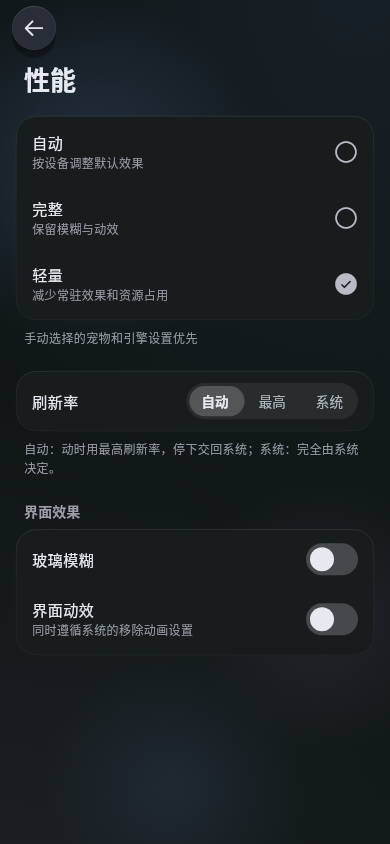 性能
自动
按设备调整默认效果
完整
保留模糊与动效
轻量
减少常驻效果和资源占用
手动选择的宠物和引擎设置优先
刷新率 自动 最高 系统
自动：动时用最高刷新率，停下交回系统；系统：完全由系统
决定。
界面效果
玻璃模糊
界面动效
同时遵循系统的移除动画设置